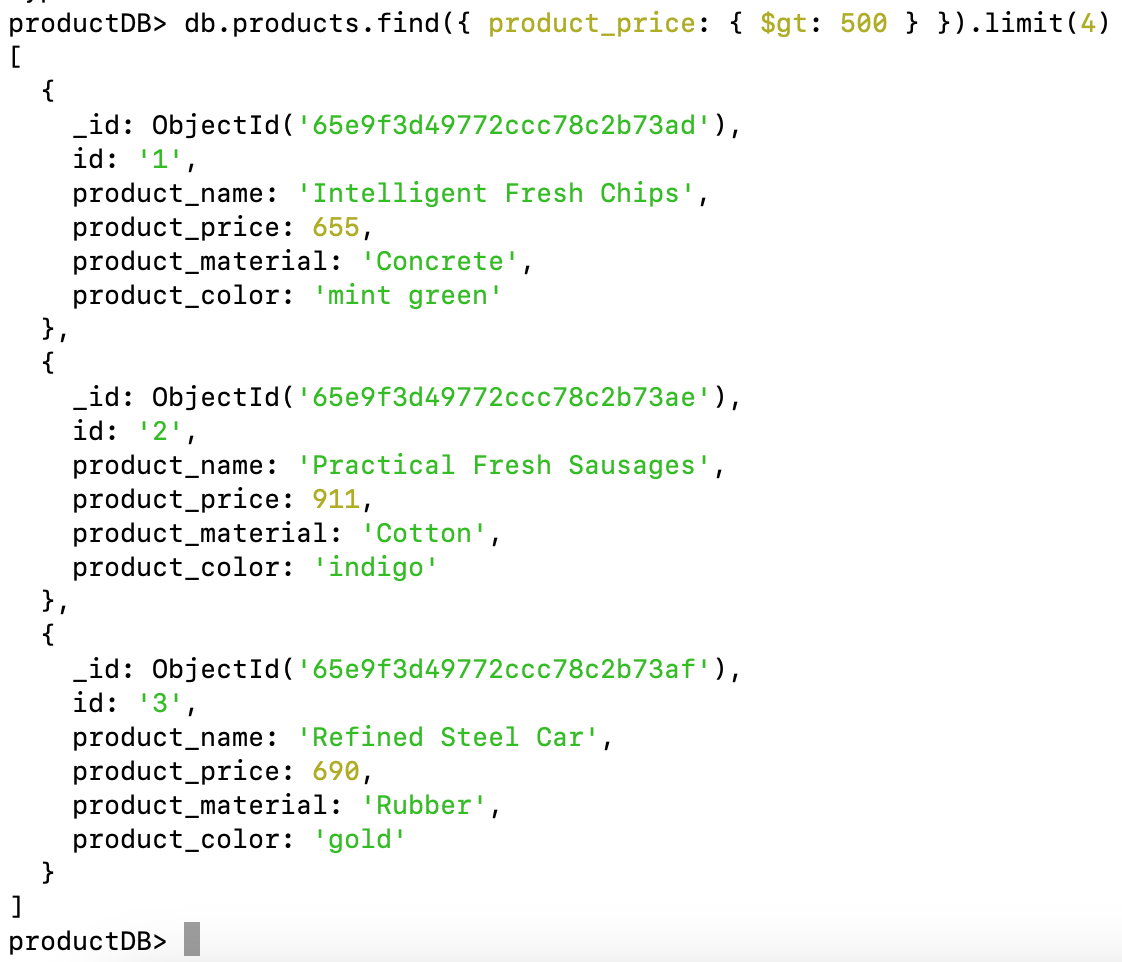 productDB> db.products.find({ product_price: { $gt: 500 } }).limit(4)
[
  {
    _id: ObjectId('65e9f3d49772ccc78c2b73ad'),
    id: '1',
    product_name: 'Intelligent Fresh Chips',
    product_price: 655,
    product_material: 'Concrete',
    product_color: 'mint green'
  },
  {
    _id: ObjectId('65e9f3d49772ccc78c2b73ae'),
    id: '2',
    product_name: 'Practical Fresh Sausages',
    product_price: 911,
    product_material: 'Cotton',
    product_color: 'indigo'
  },
  {
    _id: ObjectId('65e9f3d49772ccc78c2b73af'),
    id: '3',
    product_name: 'Refined Steel Car',
    product_price: 690,
    product_material: 'Rubber',
    product_color: 'gold'
  }
]
productDB>